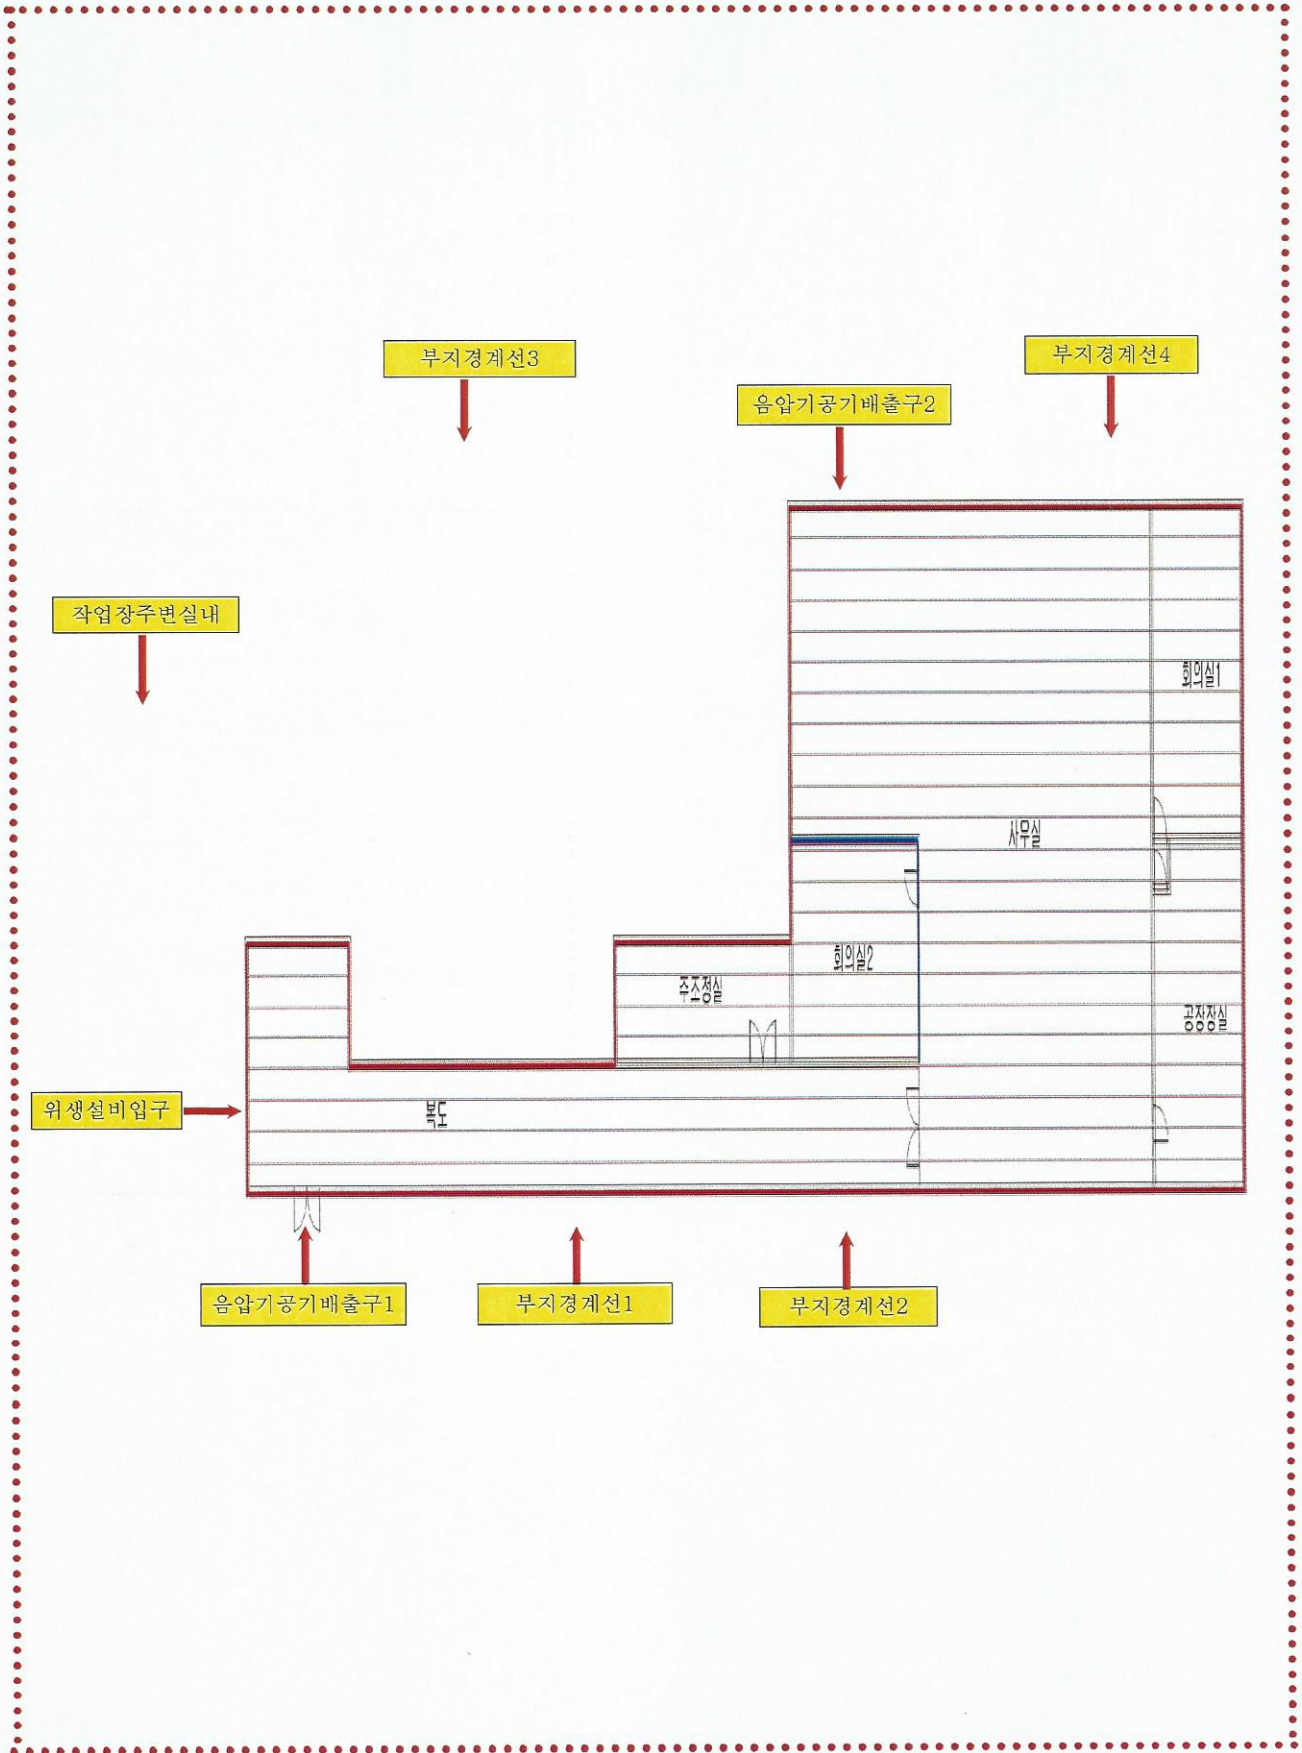 부지경계선3
부지경계선4
음압기공기배출구2
작업장주변실내
회의실1
사무실
회의실2
주조정실
공장장실
위생설비입구
복도
음압기공기배출구1
부지경계선1
부지경계선2